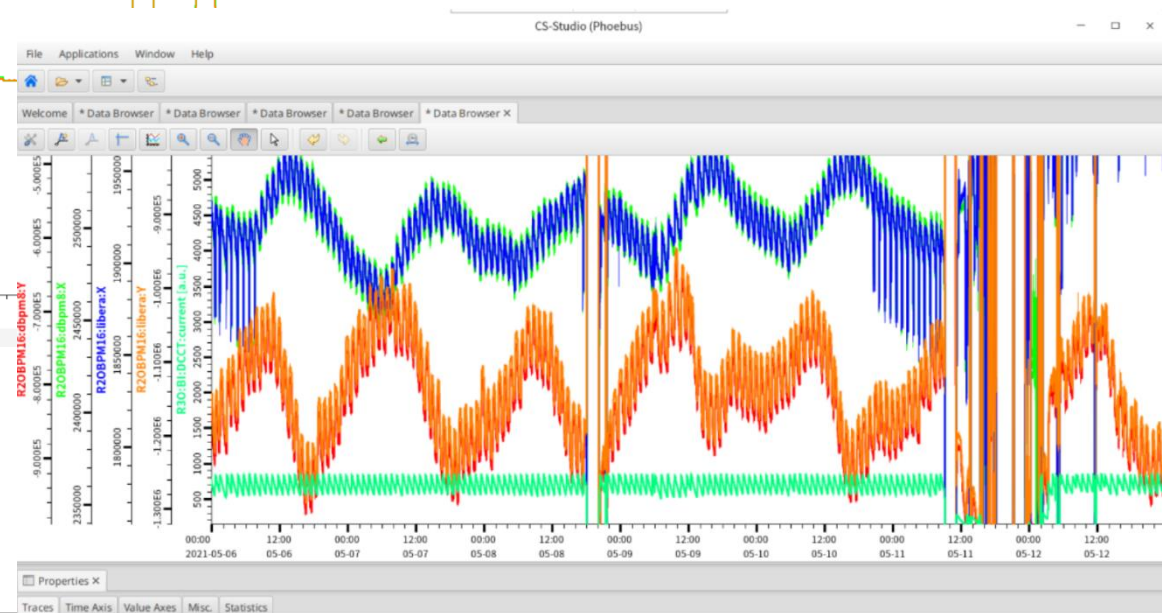 CS-Studio (Phoebus)
File Applications Window Help
Welcome * Data Browser * Data Browser * Data Browser * Data Browser * Data Browser
R2OBPM16:dbpm8:Y
-5.000E5
-6.000E5
-7.000E5
-8.000E5
-9.000E5
R2OBPM16:dbpm8:X
2500000
2450000
2400000
2350000
R2OBPM16:libera:X
1950000
1900000
1850000
1800000
R2OBPM16:libera:Y
-9.000E5
-1.000E6
-1.100E6
-1.200E6
-1.300E6
R3O:BI:DCCT:current [a.u.]
5000
4500
4000
3500
3000
2500
2000
1500
1000
500
00:00 12:00 00:00 12:00 00:00 12:00 00:00 12:00 00:00 12:00 00:00 12:00 00:00 12:00
2021-05-06 05-06 05-07 05-07 05-08 05-08 05-09 05-09 05-10 05-10 05-11 05-11 05-12 05-12
Properties
Traces Time Axis Value Axes Misc. Statistics